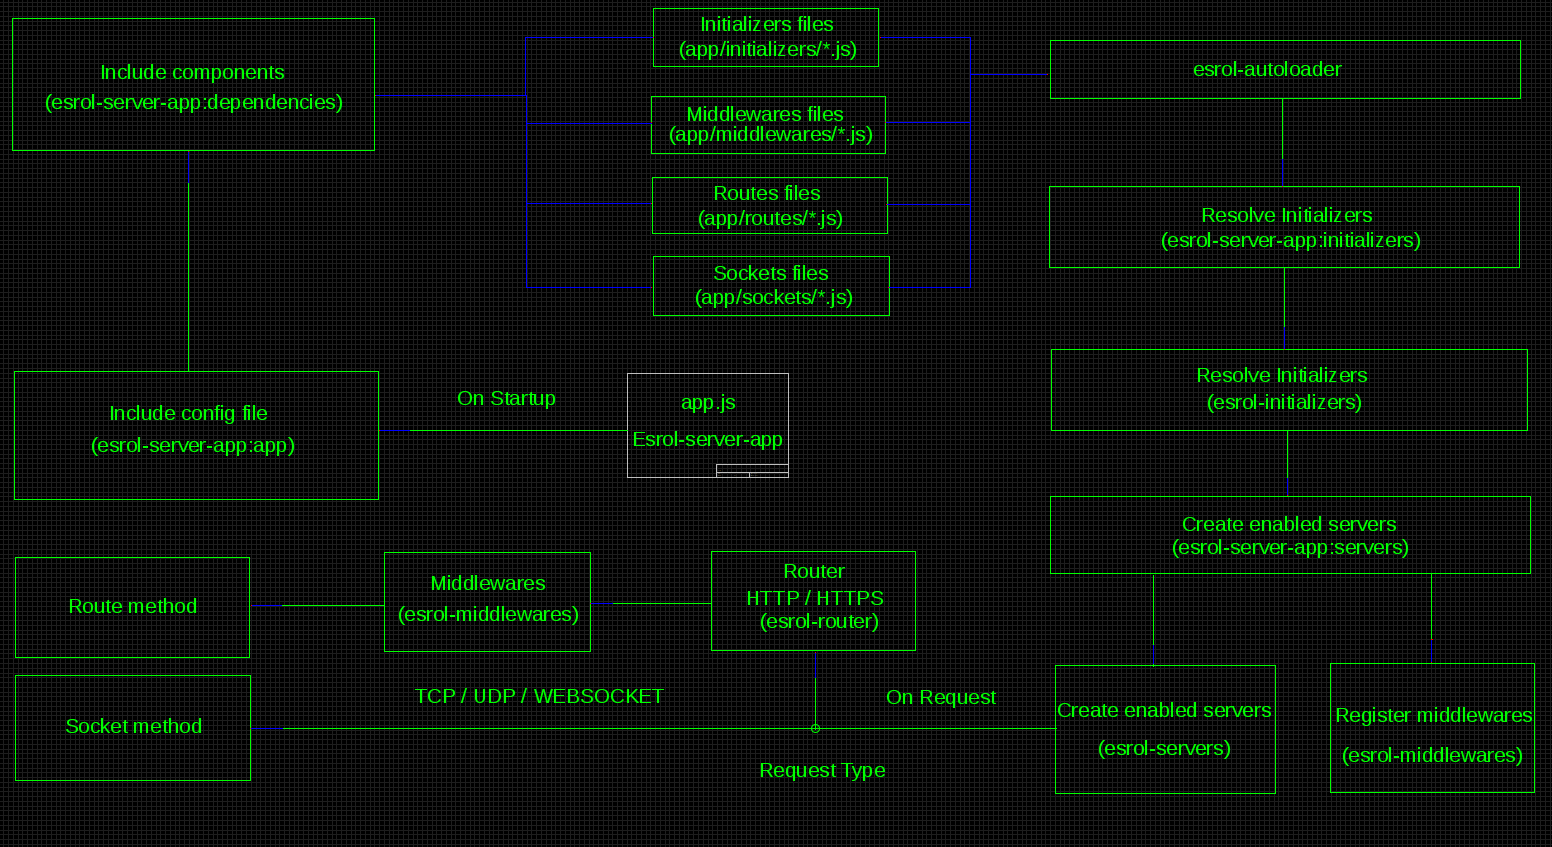 Initializers files
(app/initializers/*.js)
Include components
(esrol-server-app:dependencies)
esrol-autoloader
Middlewares files
(app/middlewares/*.js)
Routes files
(app/routes/*.js)
Resolve Initializers
(esrol-server-app:initializers)
Sockets files
(app/sockets/*.js)
Include config file
(esrol-server-app:app)
On Startup
app.js
Esrol-server-app
Resolve Initializers
(esrol-initializers)
Create enabled servers
(esrol-server-app:servers)
Route method
Middlewares
(esrol-middlewares)
Router
HTTP / HTTPS
(esrol-router)
Socket method
TCP / UDP / WEBSOCKET
On Request
Request Type
Create enabled servers
(esrol-servers)
Register middlewares
(esrol-middlewares)